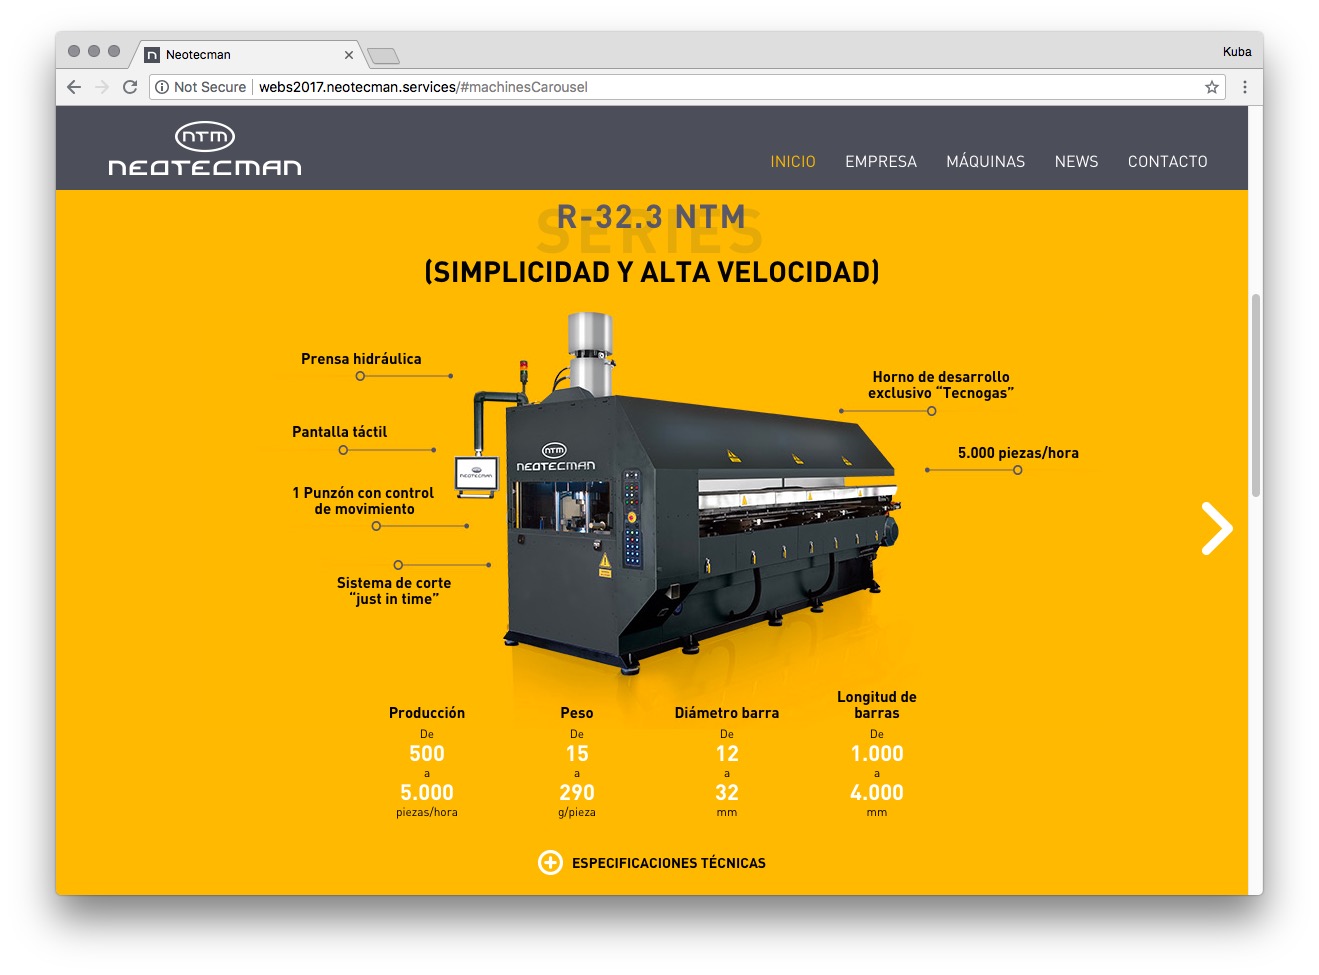 Neotecman
Kuba
Not Secure
webs2017.neotecman.services/#machinesCarousel
NTM
NEOTECMAN
INICIO
EMPRESA
MÁQUINAS
NEWS
CONTACTO
SERIES
R-32.3 NTM
(SIMPLICIDAD Y ALTA VELOCIDAD)
Prensa hidráulica
Pantalla táctil
1 Punzón con control
de movimiento
Sistema de corte
“just in time”
Horno de desarrollo
exclusivo “Tecnogas”
5.000 piezas/hora
NTM
NEOTECMAN
NEOTECMAN
Producción
De
500
a
5.000
piezas/hora
Peso
De
15
a
290
g/pieza
Diámetro barra
De
12
a
32
mm
Longitud de
barras
De
1.000
a
4.000
mm
ESPECIFICACIONES TÉCNICAS